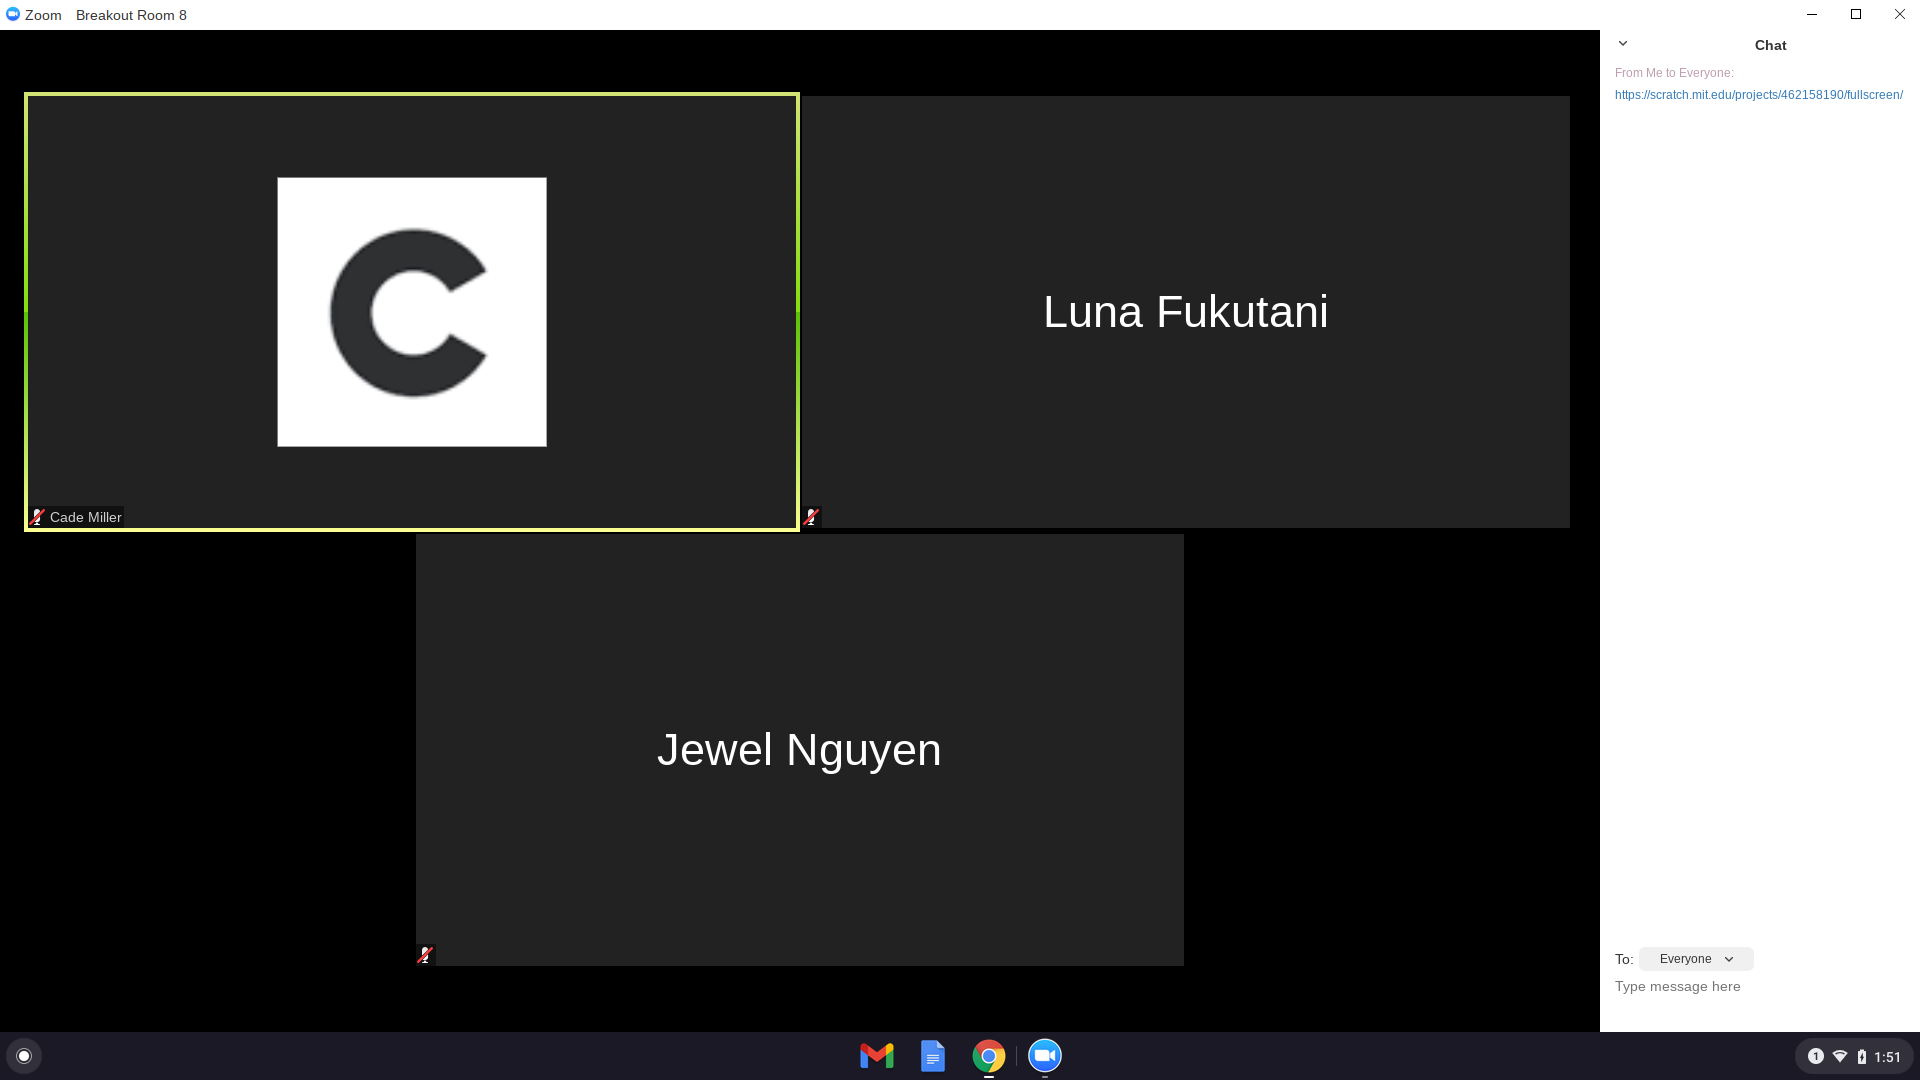 Zoom Breakout Room 8
Chat
From Me to Everyone:
https://scratch.mit.edu/projects/462158190/fullscreen/
C
Cade Miller
Luna Fukutani
Jewel Nguyen
To: Everyone
Type message here
1 1:51